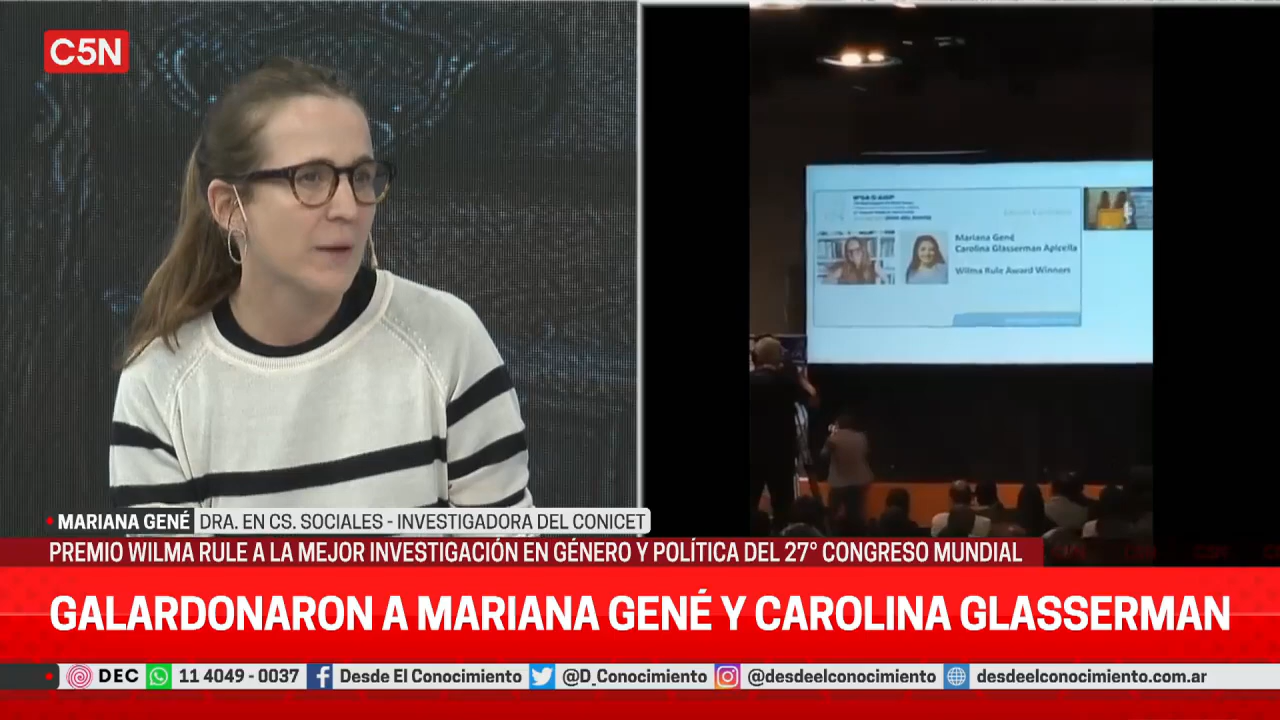 C5N
Mariana Gené
Carolina Glasserman Apicella
Wilma Rule Award Winners
MARIANA GENÉ DRA. EN CS. SOCIALES - INVESTIGADORA DEL CONICET
PREMIO WILMA RULE A LA MEJOR INVESTIGACIÓN EN GÉNERO Y POLÍTICA DEL 27° CONGRESO MUNDIAL
GALARDONARON A MARIANA GENÉ Y CAROLINA GLASSERMAN
DEC 11 4049 - 0037 Desde El Conocimiento @D_Conocimiento @desdeelconocimiento desdeelconocimiento.com.ar